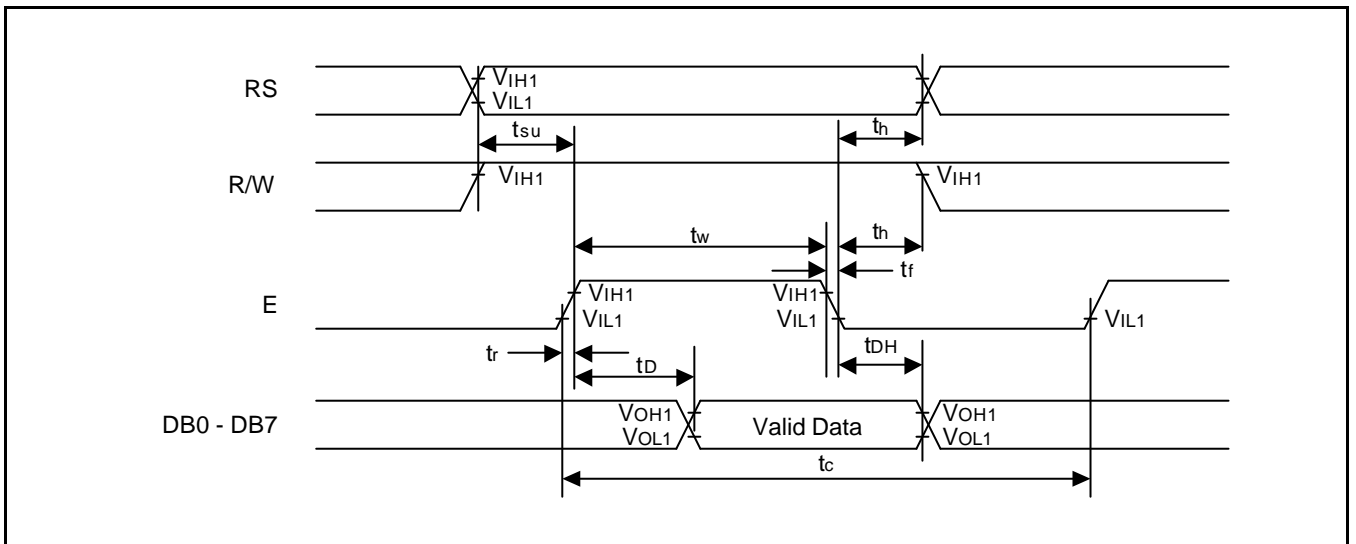 RS
VIH1
VIL1
tsu
th
R/W
VIH1
VIH1
tw
th
tf
E
VIH1
VIL1
VIH1
VIL1
VIL1
tr
tD
tDH
DB0 - DB7
VOH1
VOL1
Valid Data
VOH1
VOL1
tc